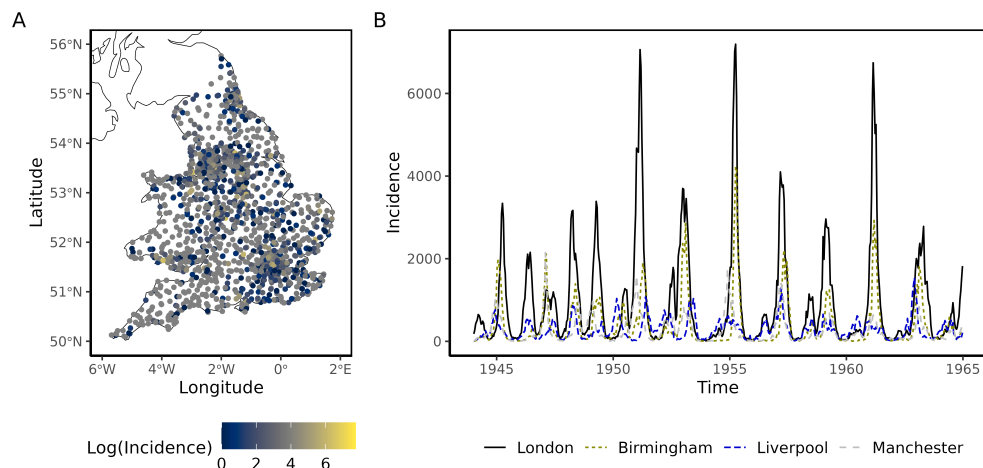 A
B
56°N
55°N
54°N
53°N
52°N
51°N
50°N
Latitude
6°W 4°W 2°W 0° 2°E
Longitude
Log(Incidence)
0 2 4 6
6000
4000
2000
0
Incidence
1945 1950 1955 1960 1965
Time
London Birmingham Liverpool Manchester